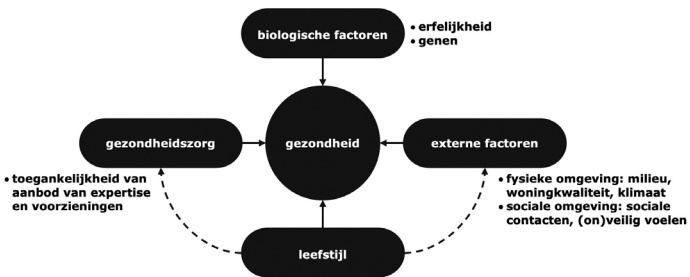 biologische factoren
• erfelijkheid
• genen
gezondheidszorg
gezondheid
externe factoren
• toegankelijkheid van
aanbod van expertise
en voorzieningen
• fysieke omgeving: milieu,
woningkwaliteit, klimaat
• sociale omgeving: sociale
contacten, (on)veilig voelen
leefstijl